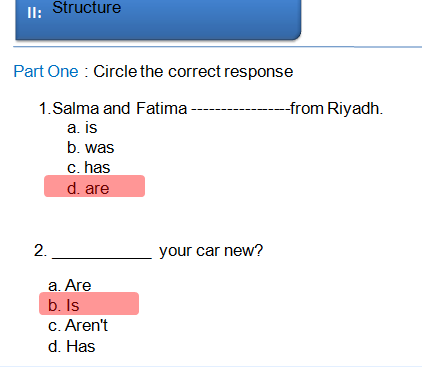 II: Structure
Part One : Circle the correct response
1.Salma and Fatima -----------------from Riyadh.
a. is
b. was
c. has
d. are
2. ____________ your car new?
a. Are
b. Is
c. Aren't
d. Has